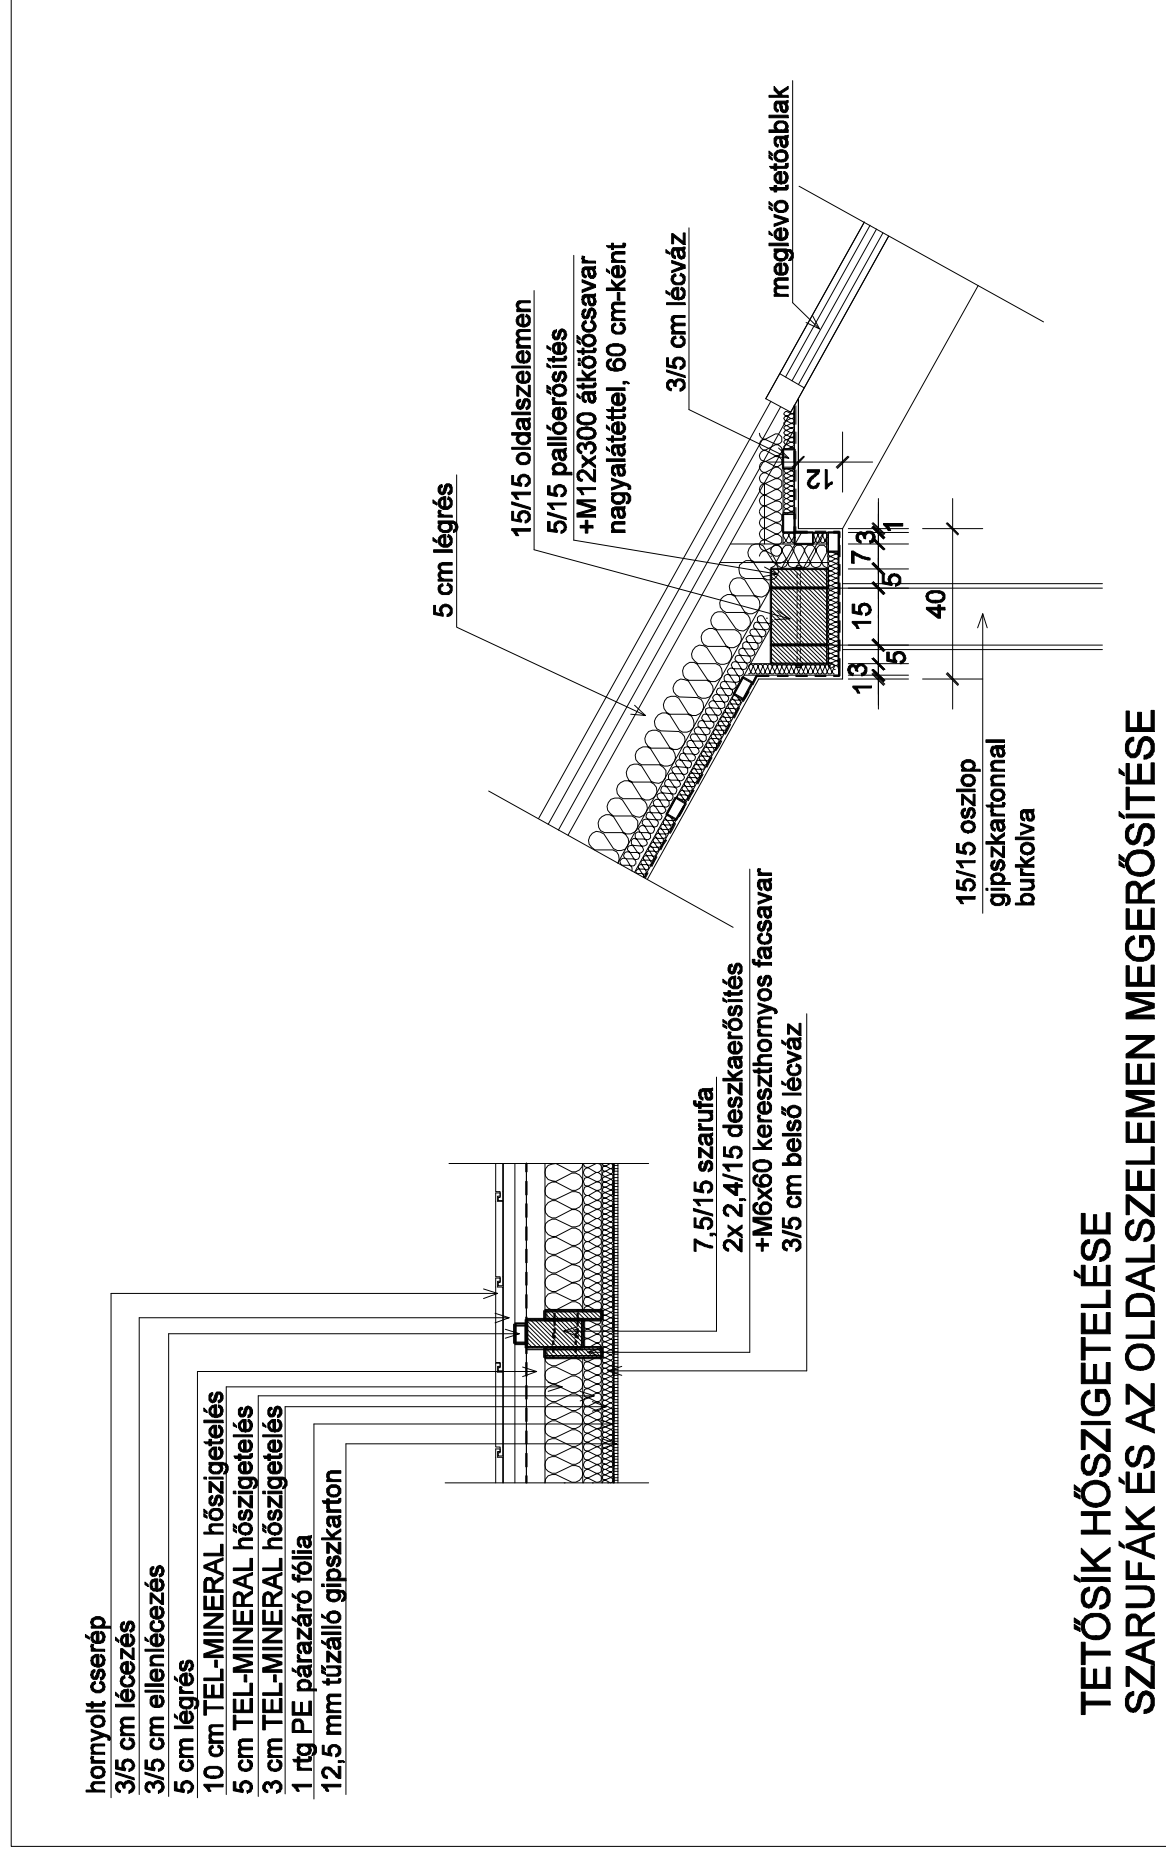 hornyolt cserép
3/5 cm lécezés
3/5 cm ellenlécezés
5 cm légrés
10 cm TEL-MINERAL hőszigetelés
5 cm TEL-MINERAL hőszigetelés
3 cm TEL-MINERAL hőszigetelés
1 rtg PE párazáró fólia
12,5 mm tűzálló gipszkarton
7,5/15 szarufa
2x 2,4/15 deszkaerősítés
+M6x60 kereszthornyos facsavar
3/5 cm belső lécváz
5 cm légrés
15/15 oldalszelemen
5/15 pallóerősítés
+M12x300 átkötőcsavar
nagyalátéttel, 60 cm-ként
3/5 cm lécváz
meglévő tetőablak
12
1 3 5 15 5 7 3 1
40
15/15 oszlop
gipszkartonnal
burkolva
TETŐSÍK HŐSZIGETELÉSE
SZARUFÁK ÉS AZ OLDALSZELEMEN MEGERŐSÍTÉSE